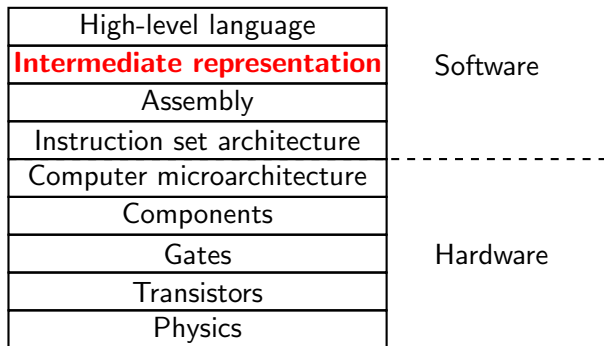 High-level language
Intermediate representation
Software
Assembly
Instruction set architecture
Computer microarchitecture
Components
Gates
Hardware
Transistors
Physics